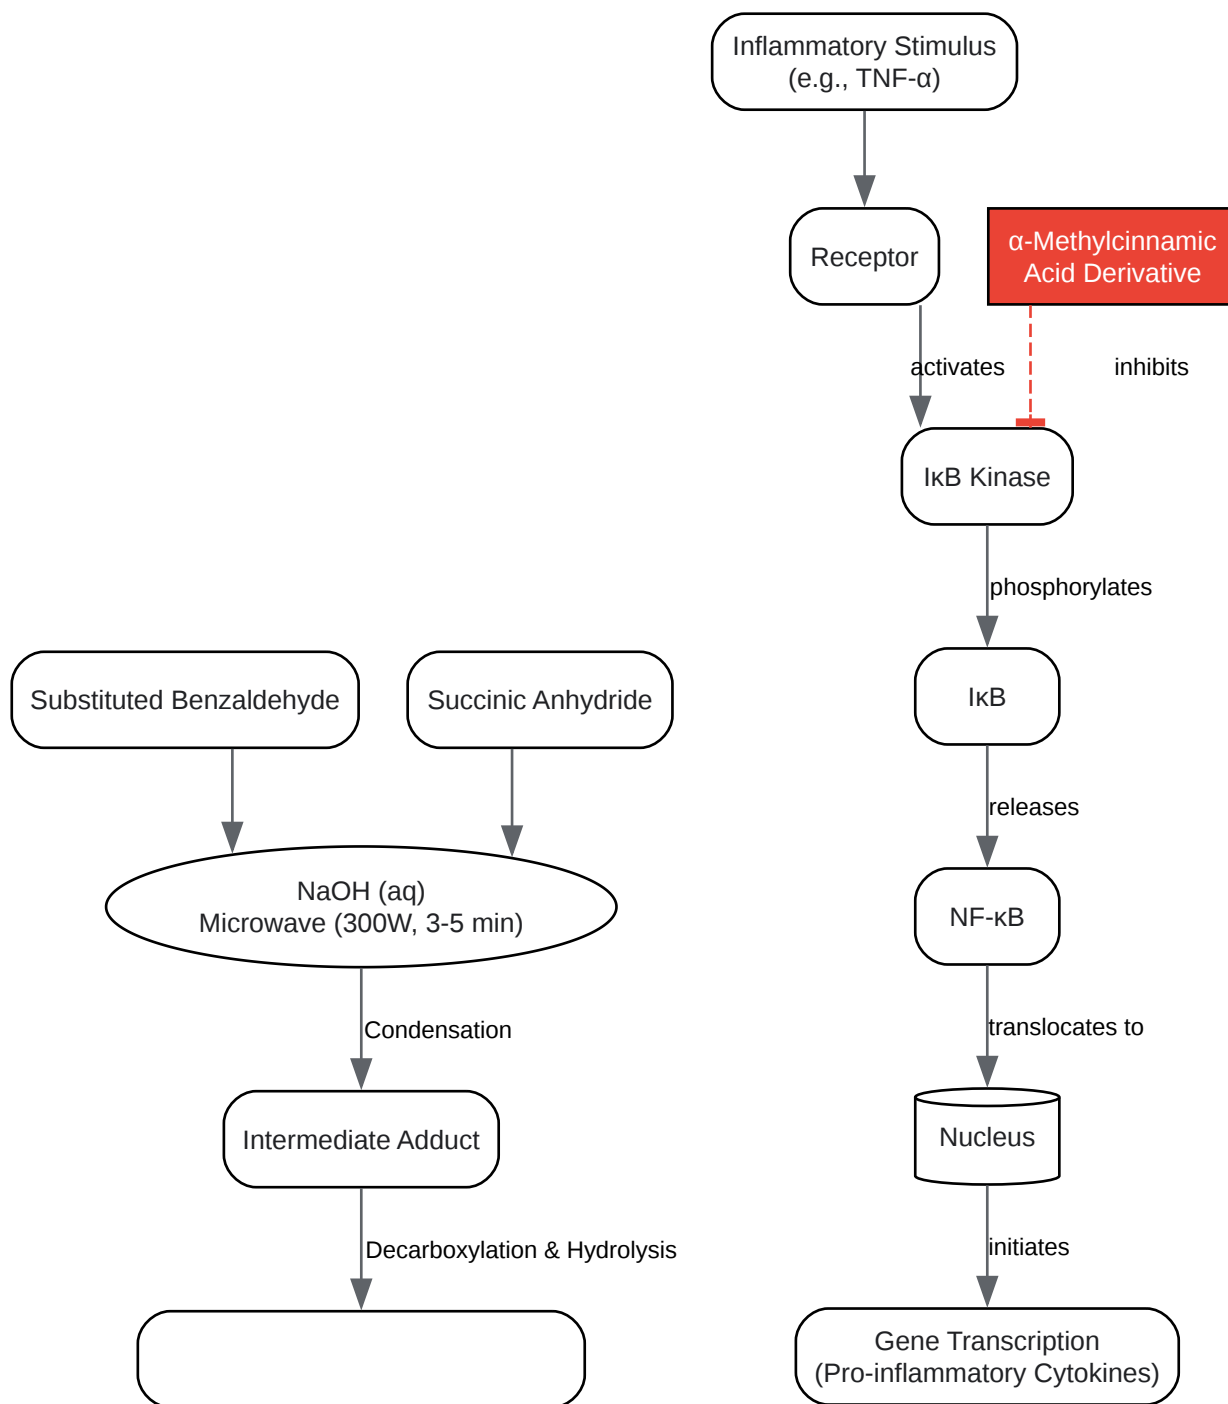 Inflammatory Stimulus
(e.g., TNF-α)
Receptor
α-Methylcinnamic
Acid Derivative
activates
inhibits
IκB Kinase
phosphorylates
IκB
releases
NF-κB
translocates to
Nucleus
initiates
Gene Transcription
(Pro-inflammatory Cytokines)
Substituted Benzaldehyde
Succinic Anhydride
NaOH (aq)
Microwave (300W, 3-5 min)
Condensation
Intermediate Adduct
Decarboxylation & Hydrolysis